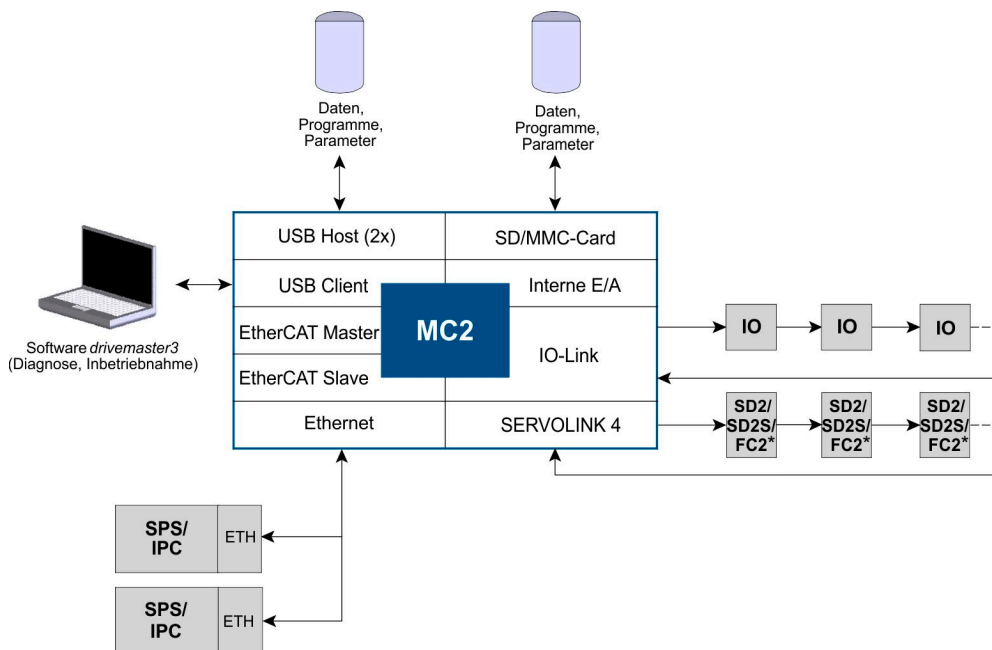 Daten,
Programme,
Parameter
Daten,
Programme,
Parameter
USB Host (2x)
SD/MMC-Card
USB Client
Interne E/A
MC2
EtherCAT Master
IO-Link
EtherCAT Slave
Ethernet
SERVOLINK 4
Software drivemaster3
(Diagnose, Inbetriebnahme)
IO
IO
IO
SD2/
SD2S/
FC2*
SD2/
SD2S/
FC2*
SD2/
SD2S/
FC2*
SPS/
IPC
ETH
SPS/
IPC
ETH